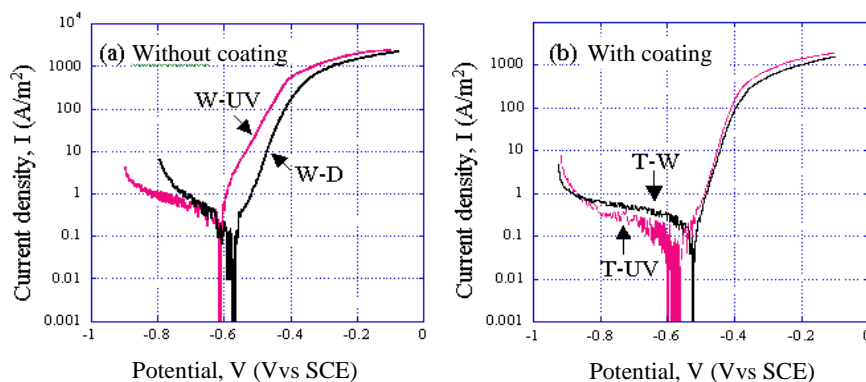 (a) Without coating
(b) With coating
Current density, I (A/m²)
10⁴
1000
100
10
1
0.1
0.01
0.001
W-UV
W-D
-1
-0.8
-0.6
-0.4
-0.2
0
Potential, V (Vvs SCE)
Current density, I (A/m²)
10⁴
1000
100
10
1
0.1
0.01
0.001
T-W
T-UV
-1
-0.8
-0.6
-0.4
-0.2
0
Potential, V (Vvs SCE)